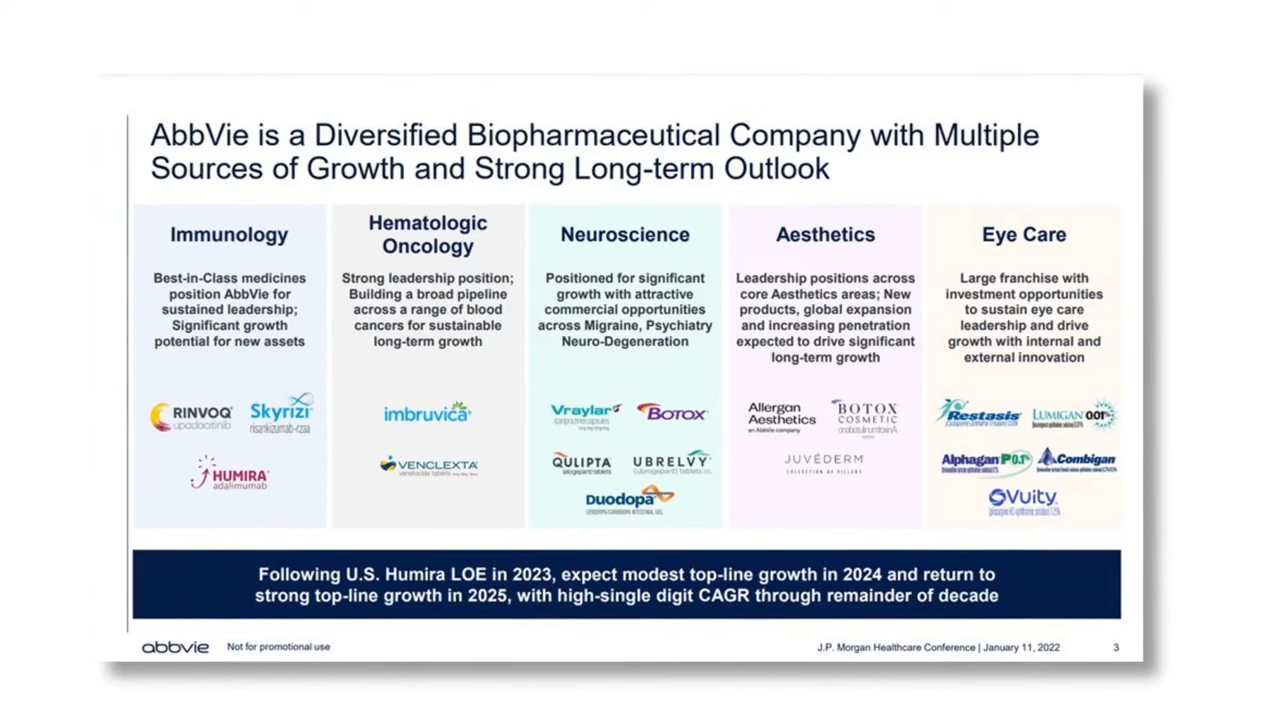 AbbVie is a Diversified Biopharmaceutical Company with Multiple
Sources of Growth and Strong Long-term Outlook
Immunology
Best-in-Class medicines
position AbbVie for
sustained leadership;
Significant growth
potential for new assets
RINVOQ
upadacitinib
Skyrizi
risankizumab-rzaa
HUMIRA
adalimumab
Hematologic
Oncology
Strong leadership position;
Building a broad pipeline
across a range of blood
cancers for sustainable
long-term growth
imbruvica
VENCLEXTA
venetoclax tablets
Neuroscience
Positioned for significant
growth with attractive
commercial opportunities
across Migraine, Psychiatry
Neuro-Degeneration
Vraylar
BOTOX
QULIPTA
UBRELVY
Duodopa
Aesthetics
Leadership positions across
core Aesthetics areas; New
products, global expansion
and increasing penetration
expected to drive significant
long-term growth
Allergan
Aesthetics
an AbbVie company
BOTOX
COSMETIC
onabotulinumtoxinA
JUVÉDERM
COLLECTION OF FILLERS
Eye Care
Large franchise with
investment opportunities
to sustain eye care
leadership and drive
growth with internal and
external innovation
Restasis
LUMIGAN 0.01%
Alphagan P 0.1%
Combigan
Vuity
Following U.S. Humira LOE in 2023, expect modest top-line growth in 2024 and return to
strong top-line growth in 2025, with high-single digit CAGR through remainder of decade
abbvie
Not for promotional use
J.P. Morgan Healthcare Conference | January 11, 2022
3